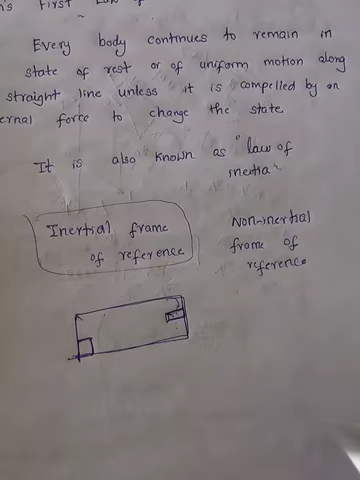 First Law of
Every body continues to remain in
state of rest or of uniform motion along
straight line unless it is compelled by an
ernal force to change the state
It is also known as "law of
inertia"
Inertial frame
of reference
Non-inertial
frame of
reference